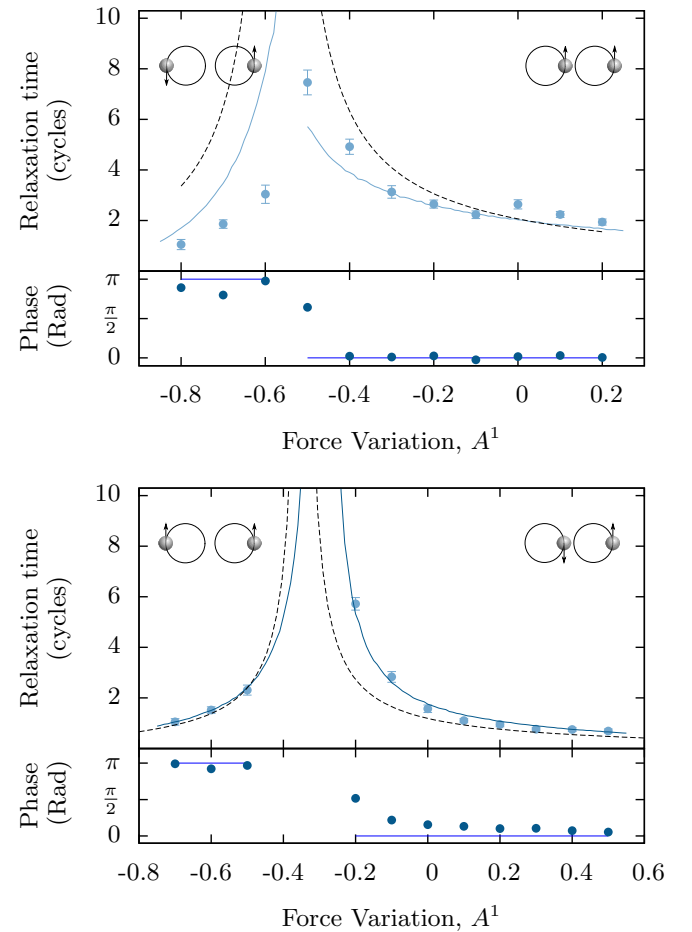 10
8
6
4
2
Relaxation time
(cycles)
π
π/2
0
Phase
(Rad)
-0.8 -0.6 -0.4 -0.2 0 0.2
Force Variation, A¹
10
8
6
4
2
Relaxation time
(cycles)
π
π/2
0
Phase
(Rad)
-0.8 -0.6 -0.4 -0.2 0 0.2 0.4 0.6
Force Variation, A¹